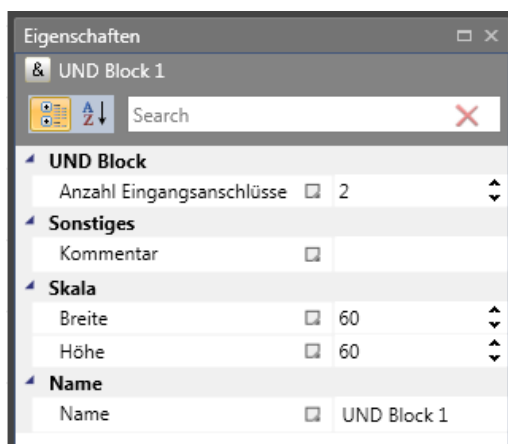 Eigenschaften
& UND Block 1
A Z Search
UND Block
Anzahl Eingangsanschlüsse 2
Sonstiges
Kommentar
Skala
Breite 60
Höhe 60
Name
Name UND Block 1